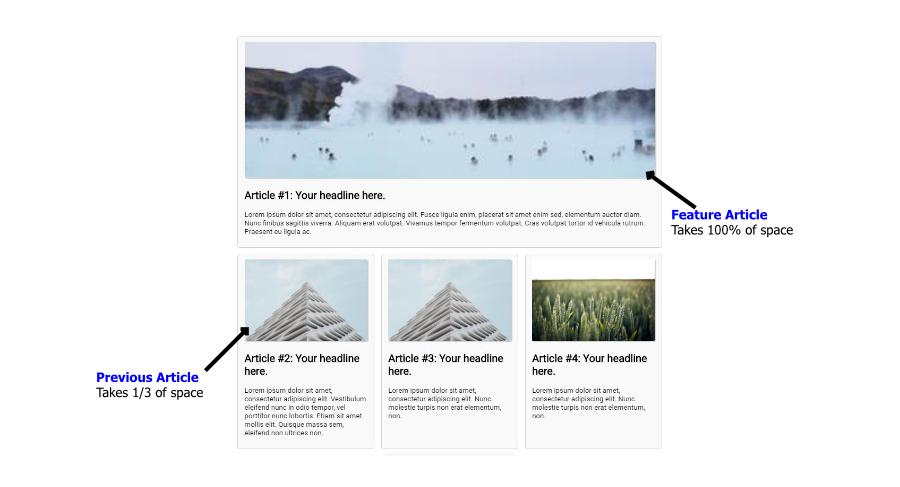 Article #1: Your headline here.
Lorem ipsum dolor sit amet, consectetur adipiscing elit. Fusce ligula enim, placerat sit amet enim sed, elementum auctor diam.
Nunc finibus sagittis viverra. Aliquam erat volutpat. Vivamus tempor fermentum volutpat. Cras volutpat tortor id vehicula rutrum.
Praesent eu ligula ac.
Feature Article
Takes 100% of space
Previous Article
Takes 1/3 of space
Article #2: Your headline
here.
Lorem ipsum dolor sit amet,
consectetur adipiscing elit. Vestibulum
eleifend nunc in odio tempor, vel
porttitor nunc lobortis. Etiam sit amet
mollis elit. Quisque massa sem,
eleifend non ultrices non.
Article #3: Your headline
here.
Lorem ipsum dolor sit amet,
consectetur adipiscing elit. Nunc
molestie turpis non erat elementum,
non.
Article #4: Your headline
here.
Lorem ipsum dolor sit amet,
consectetur adipiscing elit. Nunc
molestie turpis non erat elementum,
non.